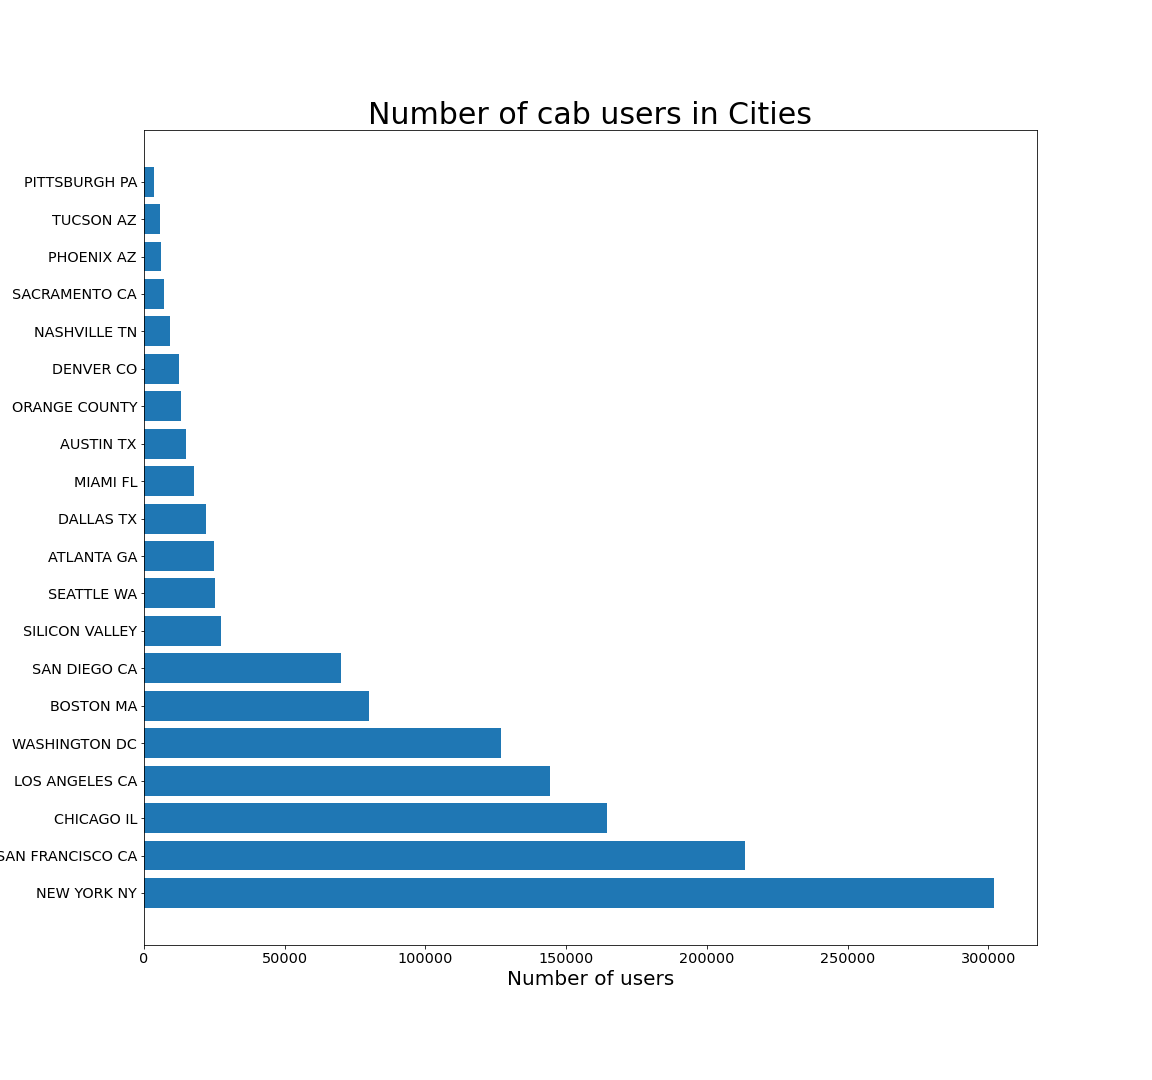 Number of cab users in Cities
PITTSBURGH PA
TUCSON AZ
PHOENIX AZ
SACRAMENTO CA
NASHVILLE TN
DENVER CO
ORANGE COUNTY
AUSTIN TX
MIAMI FL
DALLAS TX
ATLANTA GA
SEATTLE WA
SILICON VALLEY
SAN DIEGO CA
BOSTON MA
WASHINGTON DC
LOS ANGELES CA
CHICAGO IL
SAN FRANCISCO CA
NEW YORK NY
0 50000 100000 150000 200000 250000 300000
Number of users